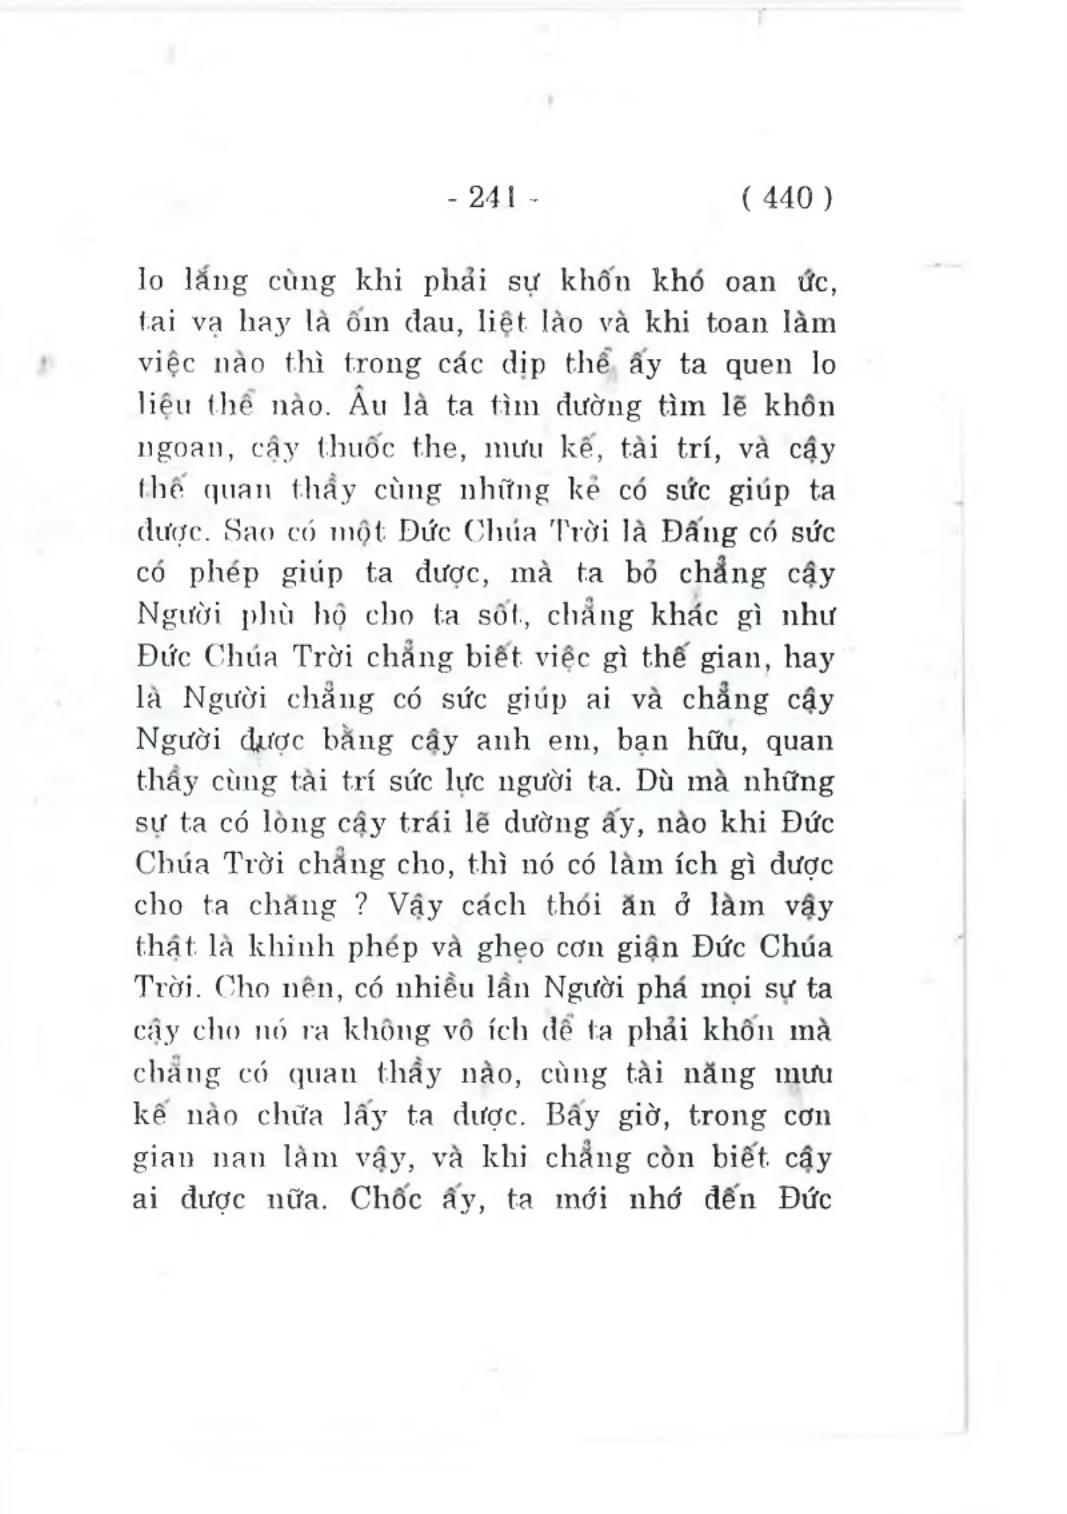 - 241 - ( 440 )
lo lắng cùng khi phải sự khốn khó oan ức,
tai vạ hay là ốm đau, liệt lào và khi toan làm
việc nào thì trong các dịp thể ấy ta quen lo
liệu thể nào. Âu là ta tìm đường tìm lẽ khôn
ngoan, cậy thuốc the, mưu kế, tài trí, và cậy
thế quan thầy cùng những kẻ có sức giúp ta
được. Sao có một Đức Chúa Trời là Đấng có sức
có phép giúp ta được, mà ta bỏ chẳng cậy
Người phù hộ cho ta sốt, chẳng khác gì như
Đức Chúa Trời chẳng biết việc gì thế gian, hay
là Người chẳng có sức giúp ai và chẳng cậy
Người được bằng cậy anh em, bạn hữu, quan
thầy cùng tài trí sức lực người ta. Dù mà những
sự ta có lòng cậy trái lẽ dường ấy, nào khi Đức
Chúa Trời chẳng cho, thì nó có làm ích gì được
cho ta chăng ? Vậy cách thói ăn ở làm vậy
thật là khinh phép và ghẹo cơn giận Đức Chúa
Trời. Cho nên, có nhiều lần Người phá mọi sự ta
cậy cho nó ra không vô ích để ta phải khốn mà
chẳng có quan thầy nào, cùng tài năng mưu
kế nào chữa lấy ta được. Bấy giờ, trong cơn
gian nan làm vậy, và khi chẳng còn biết cậy
ai được nữa. Chốc ấy, ta mới nhớ đến Đức